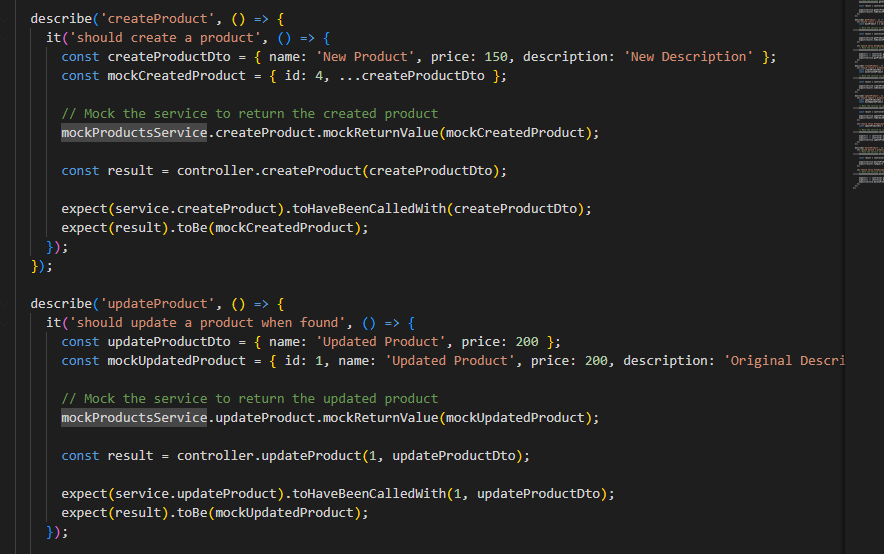 describe('createProduct', () => {
  it('should create a product', () => {
    const createProductDto = { name: 'New Product', price: 150, description: 'New Description' };
    const mockCreatedProduct = { id: 4, ...createProductDto };

    // Mock the service to return the created product
    mockProductsService.createProduct.mockReturnValue(mockCreatedProduct);

    const result = controller.createProduct(createProductDto);

    expect(service.createProduct).toHaveBeenCalledWith(createProductDto);
    expect(result).toBe(mockCreatedProduct);
  });
});

describe('updateProduct', () => {
  it('should update a product when found', () => {
    const updateProductDto = { name: 'Updated Product', price: 200 };
    const mockUpdatedProduct = { id: 1, name: 'Updated Product', price: 200, description: 'Original Descri

    // Mock the service to return the updated product
    mockProductsService.updateProduct.mockReturnValue(mockUpdatedProduct);

    const result = controller.updateProduct(1, updateProductDto);

    expect(service.updateProduct).toHaveBeenCalledWith(1, updateProductDto);
    expect(result).toBe(mockUpdatedProduct);
  });